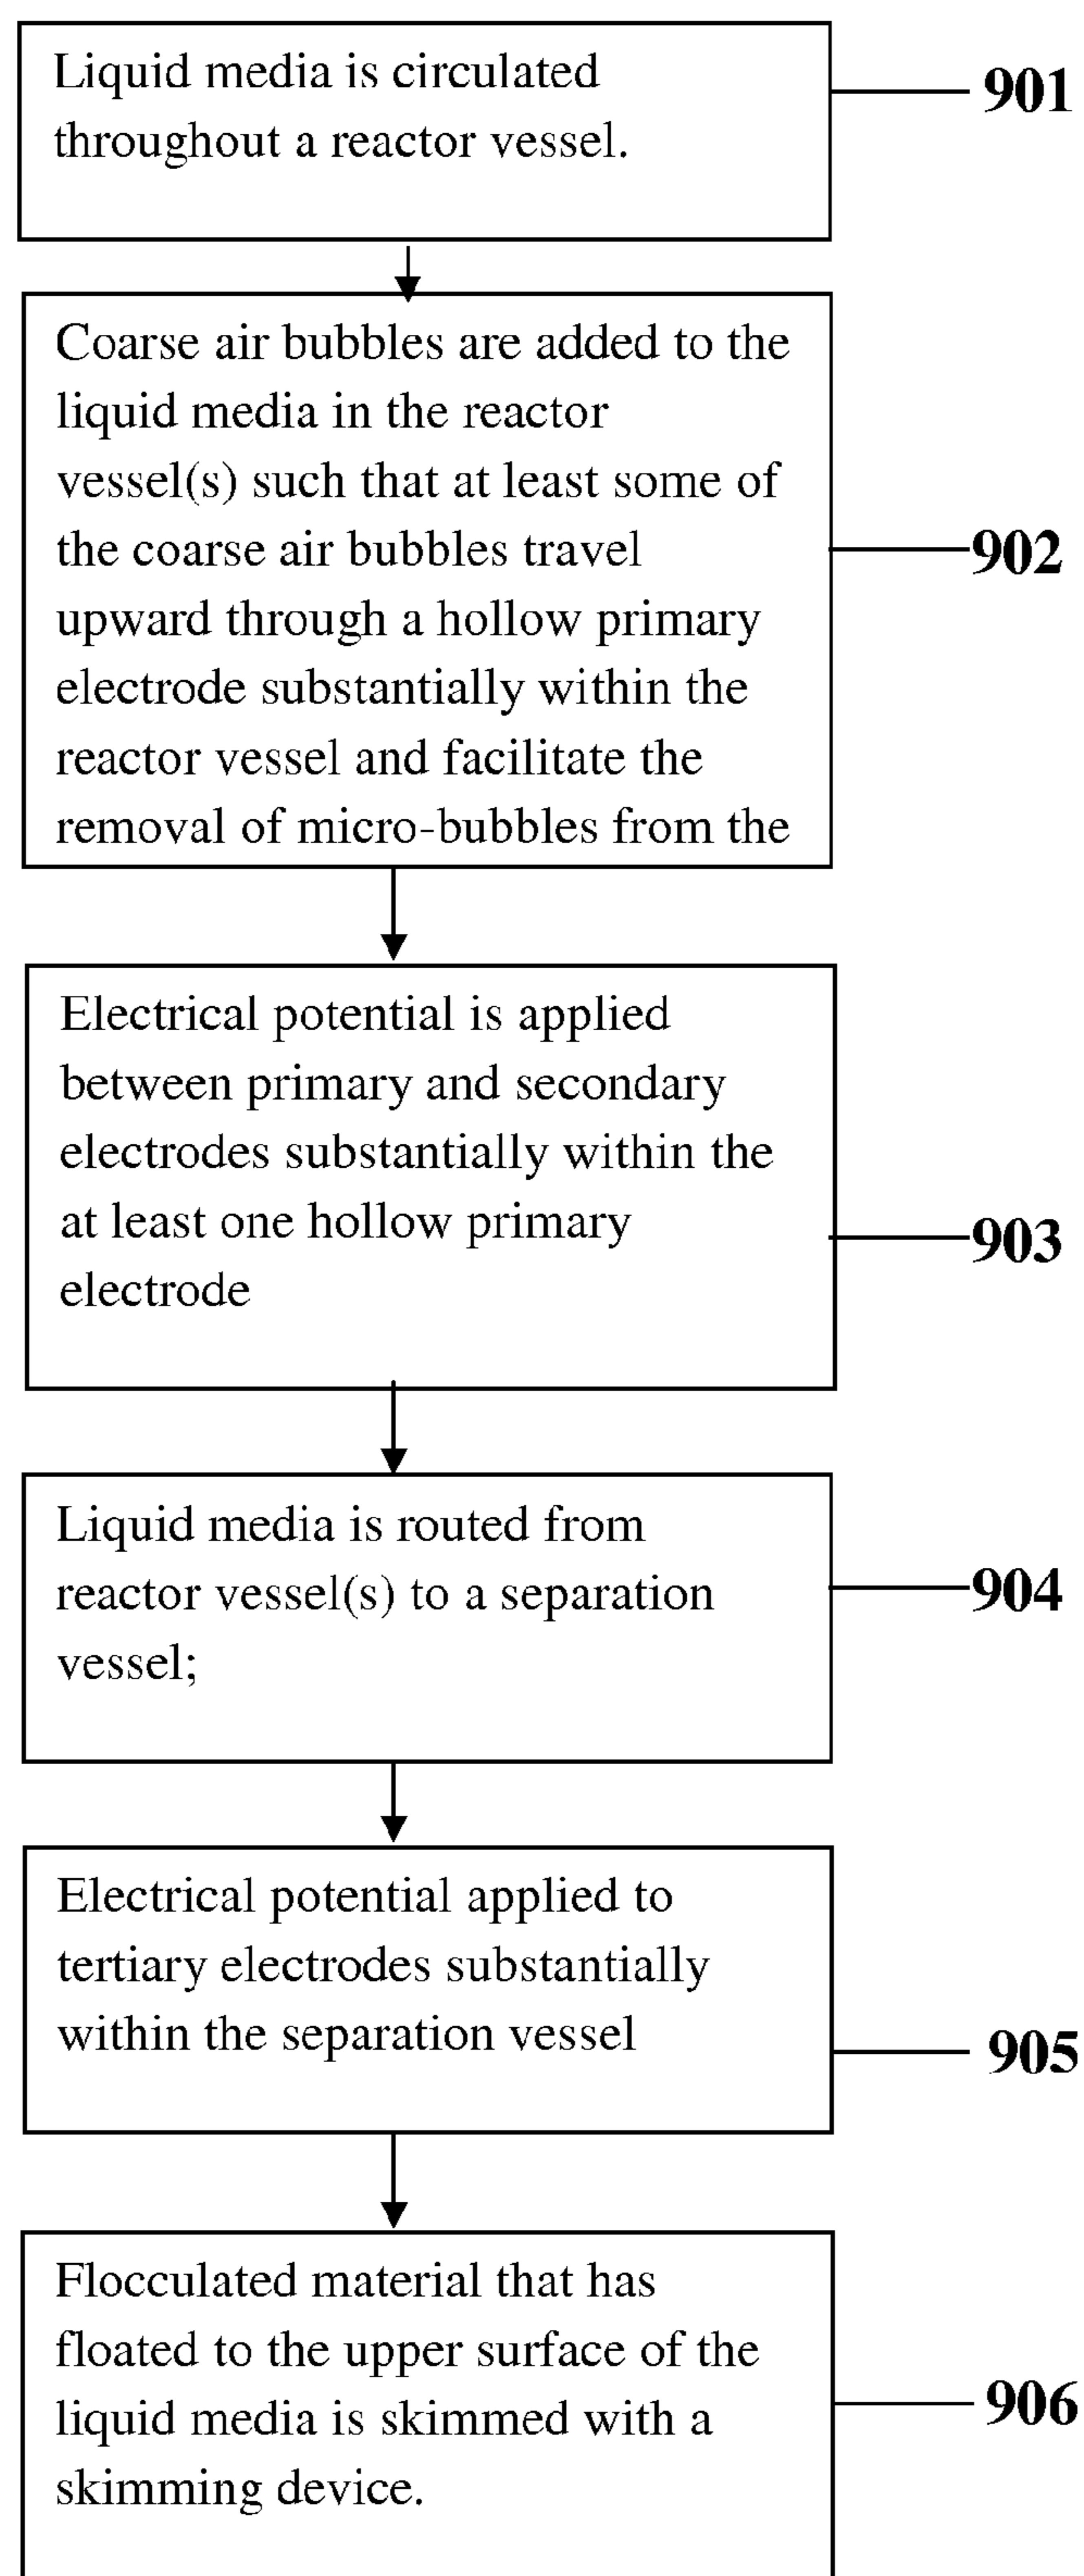 Liquid media is circulated
throughout a reactor vessel.
901
Coarse air bubbles are added to the
liquid media in the reactor
vessel(s) such that at least some of
the coarse air bubbles travel
upward through a hollow primary
electrode substantially within the
reactor vessel and facilitate the
removal of micro-bubbles from the
902
Electrical potential is applied
between primary and secondary
electrodes substantially within the
at least one hollow primary
electrode
903
Liquid media is routed from
reactor vessel(s) to a separation
vessel;
904
Electrical potential applied to
tertiary electrodes substantially
within the separation vessel
905
Flocculated material that has
floated to the upper surface of the
liquid media is skimmed with a
skimming device.
906